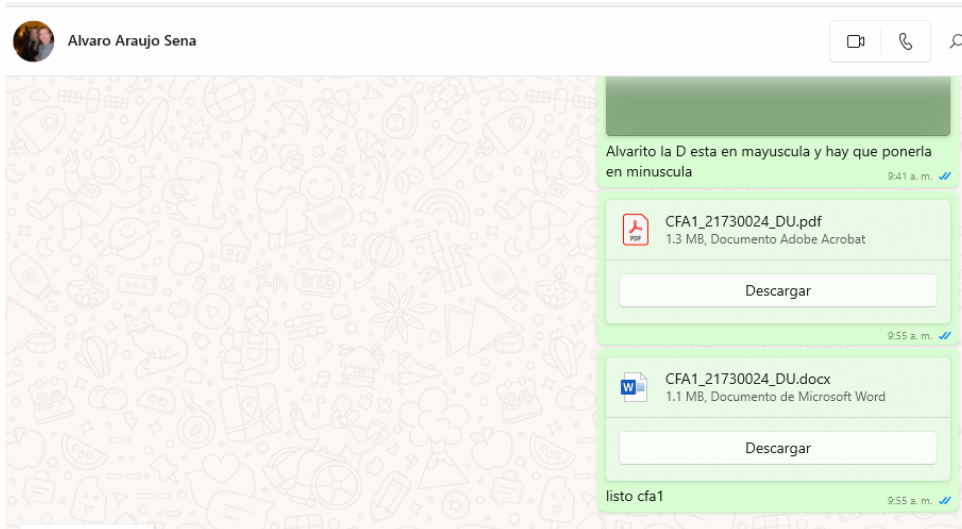 Alvaro Araujo Sena
Alvarito la D esta en mayuscula y hay que ponerla
en minuscula
9:41 a. m.
PDF
CFA1_21730024_DU.pdf
1.3 MB, Documento Adobe Acrobat
Descargar
9:55 a. m.
W
CFA1_21730024_DU.docx
1.1 MB, Documento de Microsoft Word
Descargar
listo cfa1
9:55 a. m.